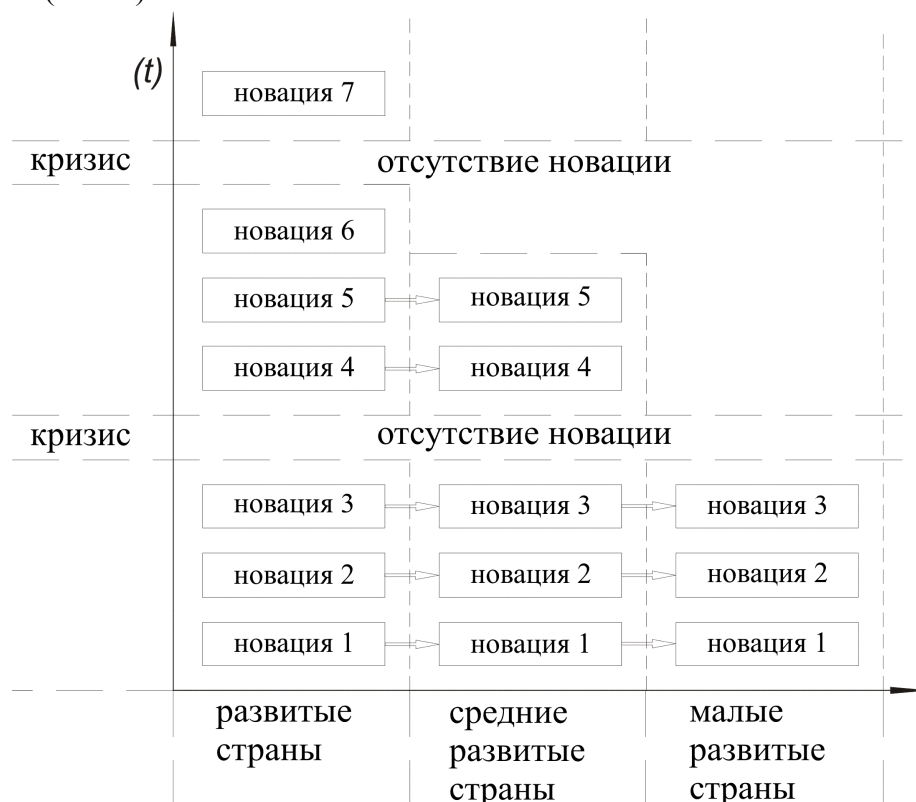 (t)
новация 7
кризис отсутствие новации
новация 6
новация 5 новация 5
новация 4 новация 4
кризис отсутствие новации
новация 3 новация 3 новация 3
новация 2 новация 2 новация 2
новация 1 новация 1 новация 1
развитые средние малые
страны развитые развитые
страны страны